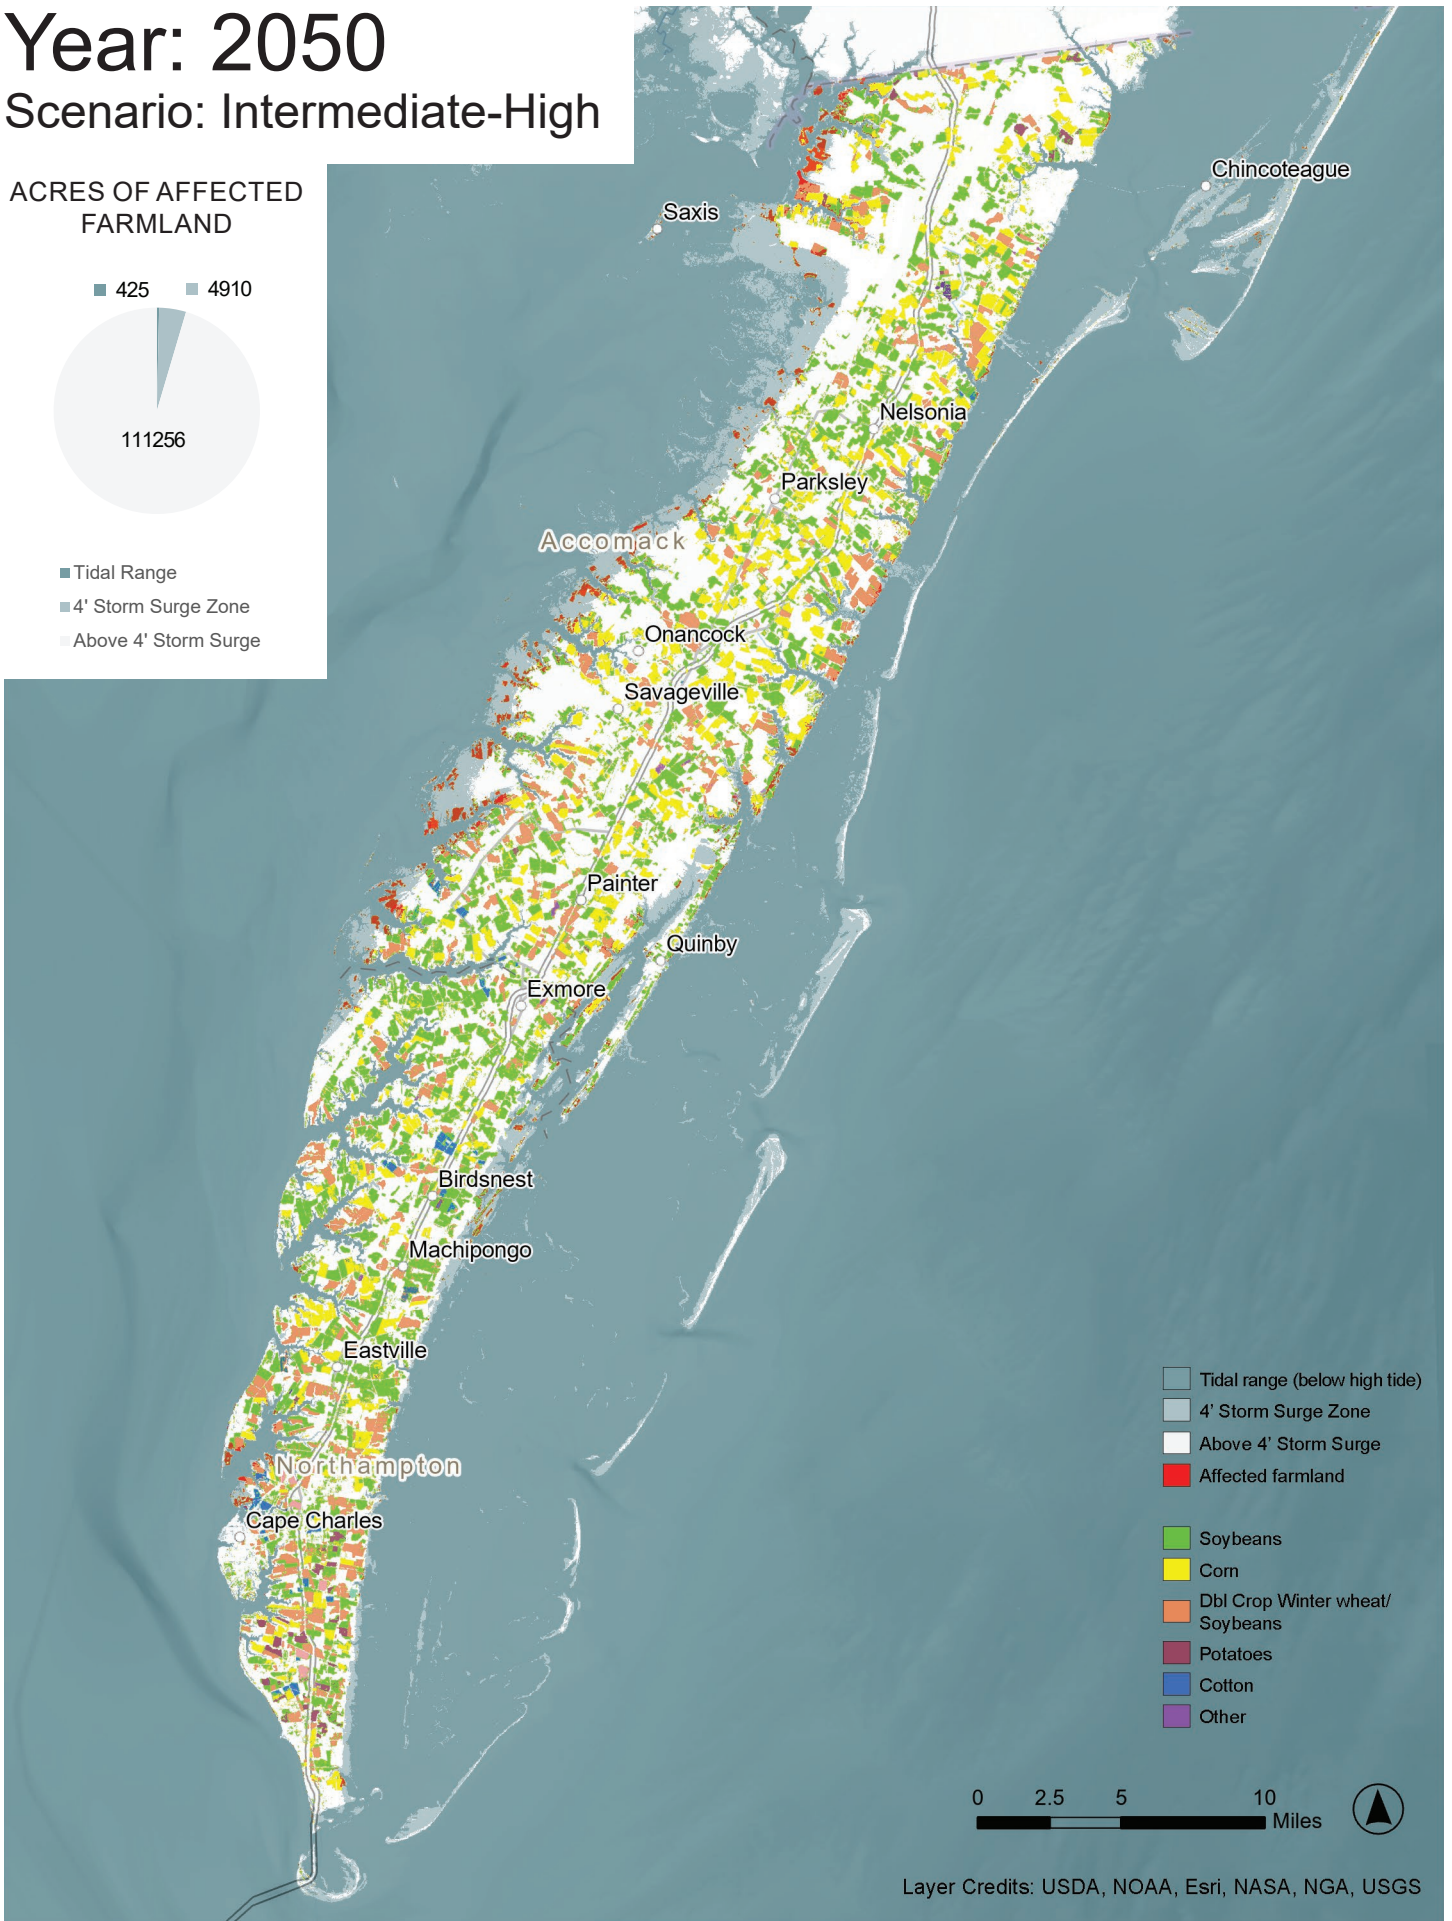 Year: 2050
Scenario: Intermediate-High
ACRES OF AFFECTED
FARMLAND
425
4910
111256
Tidal Range
4' Storm Surge Zone
Above 4' Storm Surge
Chincoteague
Saxis
Nelsonia
Parksley
Accomack
Onancock
Savageville
Painter
Quinby
Exmore
Birdsnest
Machipongo
Eastville
Northampton
Cape Charles
Tidal range (below high tide)
4’ Storm Surge Zone
Above 4’ Storm Surge
Affected farmland
Soybeans
Corn
Dbl Crop Winter wheat/
Soybeans
Potatoes
Cotton
Other
0 2.5 5 10
Miles
Layer Credits: USDA, NOAA, Esri, NASA, NGA, USGS